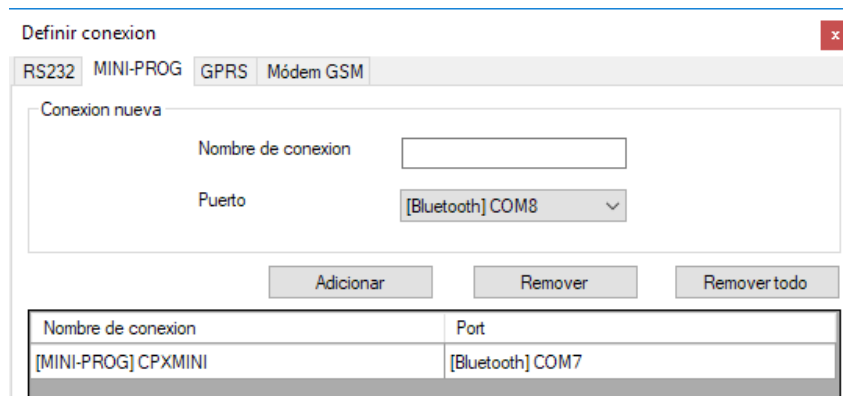 Definir conexion
x
RS232 MINI-PROG GPRS Módem GSM
Conexion nueva
Nombre de conexion
Puerto [Bluetooth] COM8
Adicionar Remover Remover todo
Nombre de conexion Port
[MINI-PROG] CPXMINI [Bluetooth] COM7